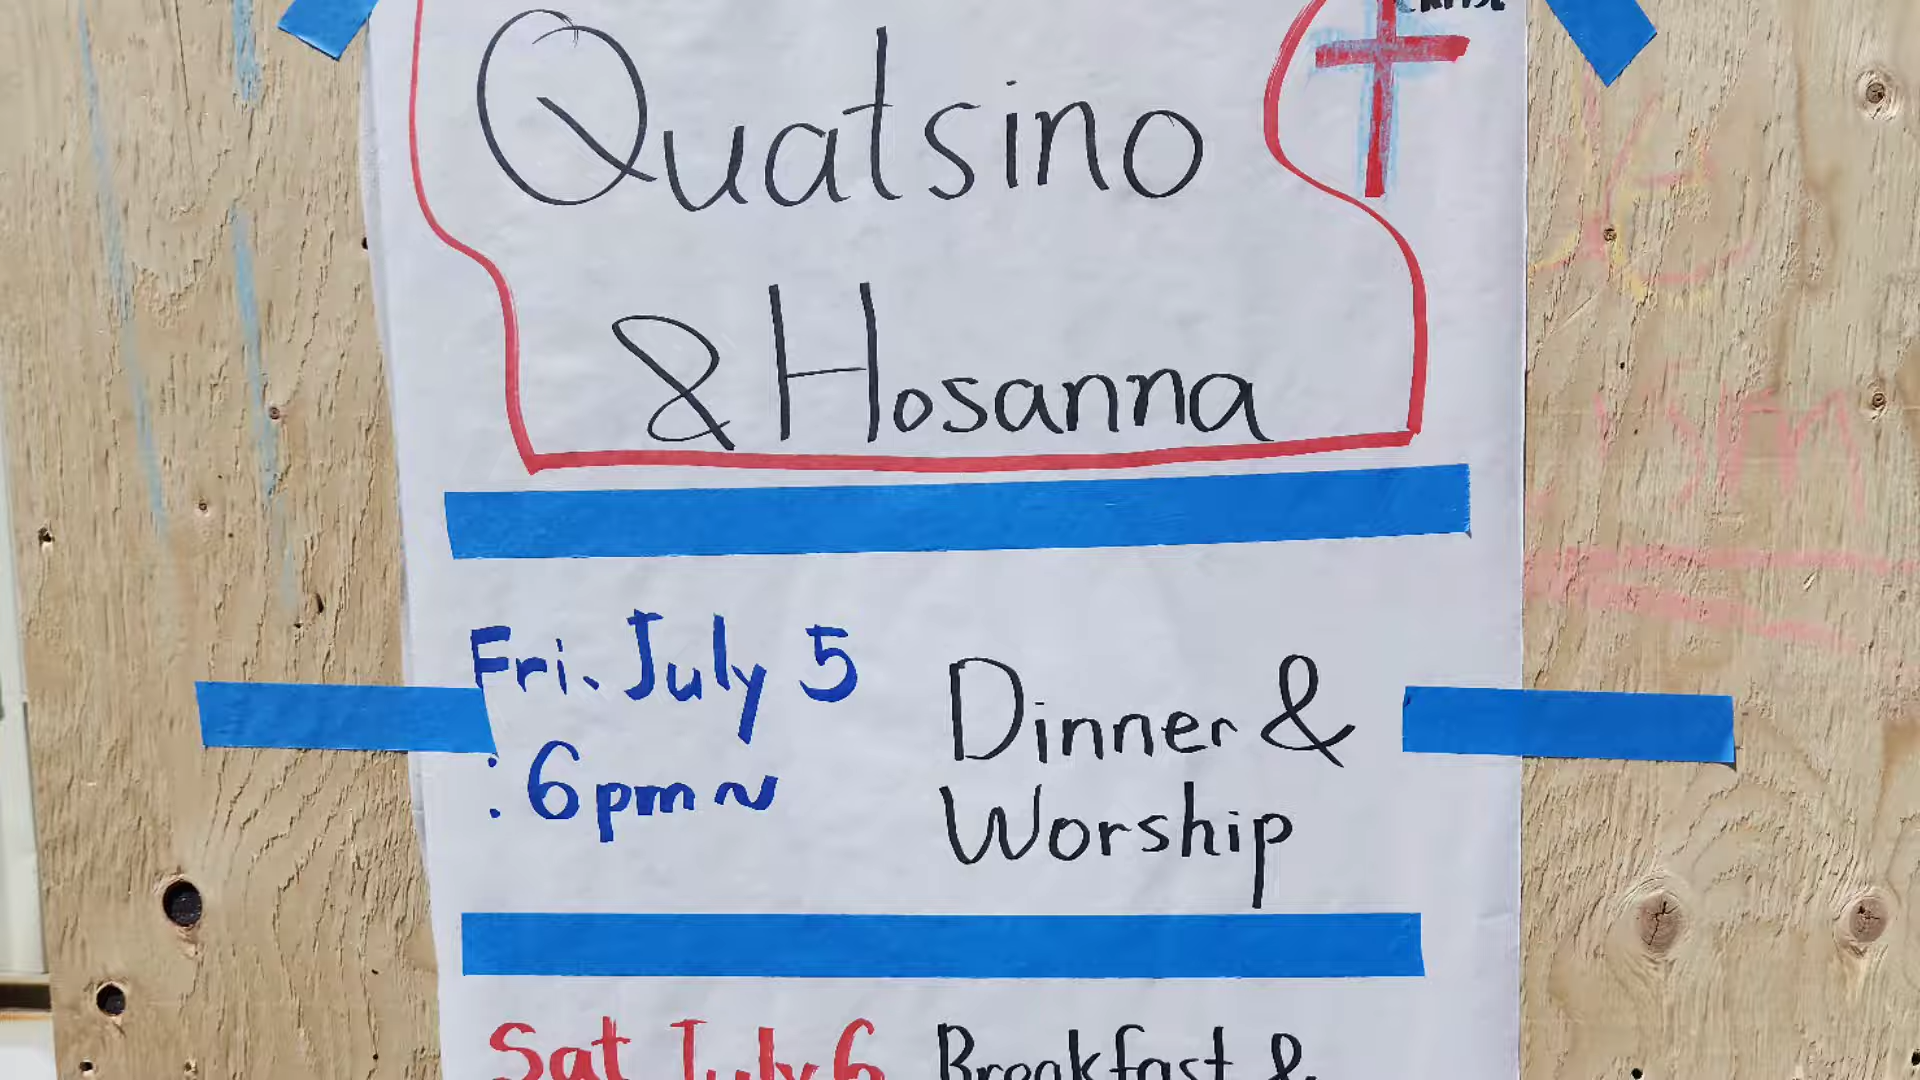 Quatsino
& Hosanna
Fri. July 5
: 6pm ~
Dinner &
Worship
Sat July 6
Breakfast &